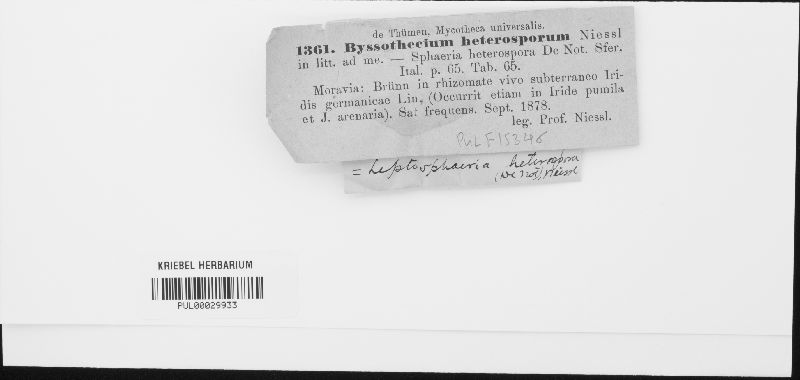 de Thümen, Mycotheca universalis.
1361. Byssothecium heterosporum Niessl
in litt. ad me. — Sphaeria heterospora De Not. Sfer.
Ital. p. 65. Tab. 65.
Moravia: Brünn in rhizomate vivo subterraneo Iri-
dis germanicae Lin, (Occurrit etiam in Iride pumila
et J. arenaria). Sat frequens. Sept. 1878.
leg. Prof. Niessl.
PUL F15346
= Leptosphaeria heterospora
(De Not) Niessl
KRIEBEL HERBARIUM
PUL00029933